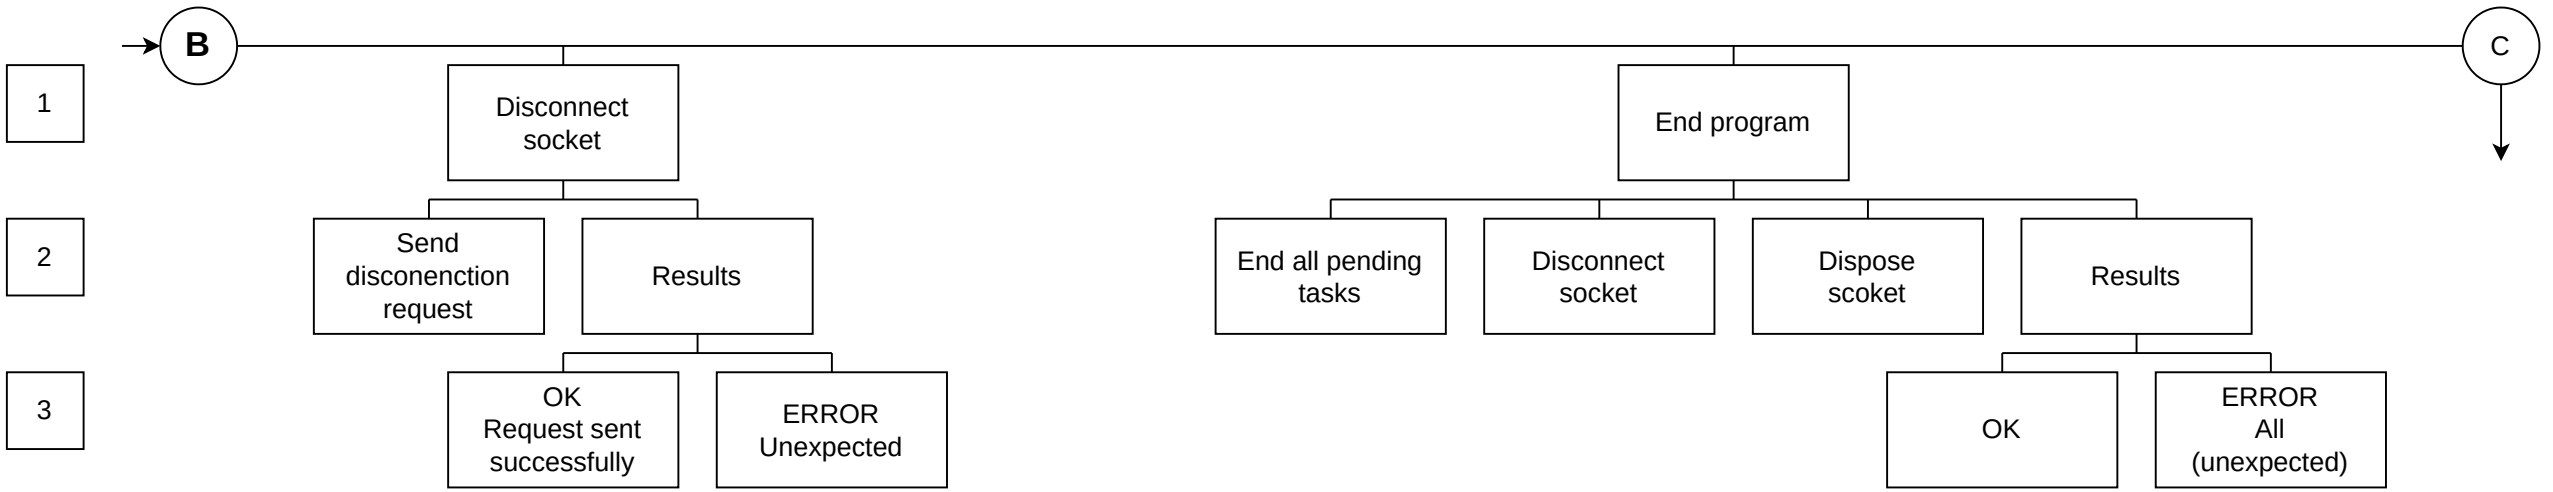 B
C
1
Disconnect
socket
End program
2
Send
disconenction
request
Results
End all pending
tasks
Disconnect
socket
Dispose
scoket
Results
3
OK
Request sent
successfully
ERROR
Unexpected
OK
ERROR
All
(unexpected)